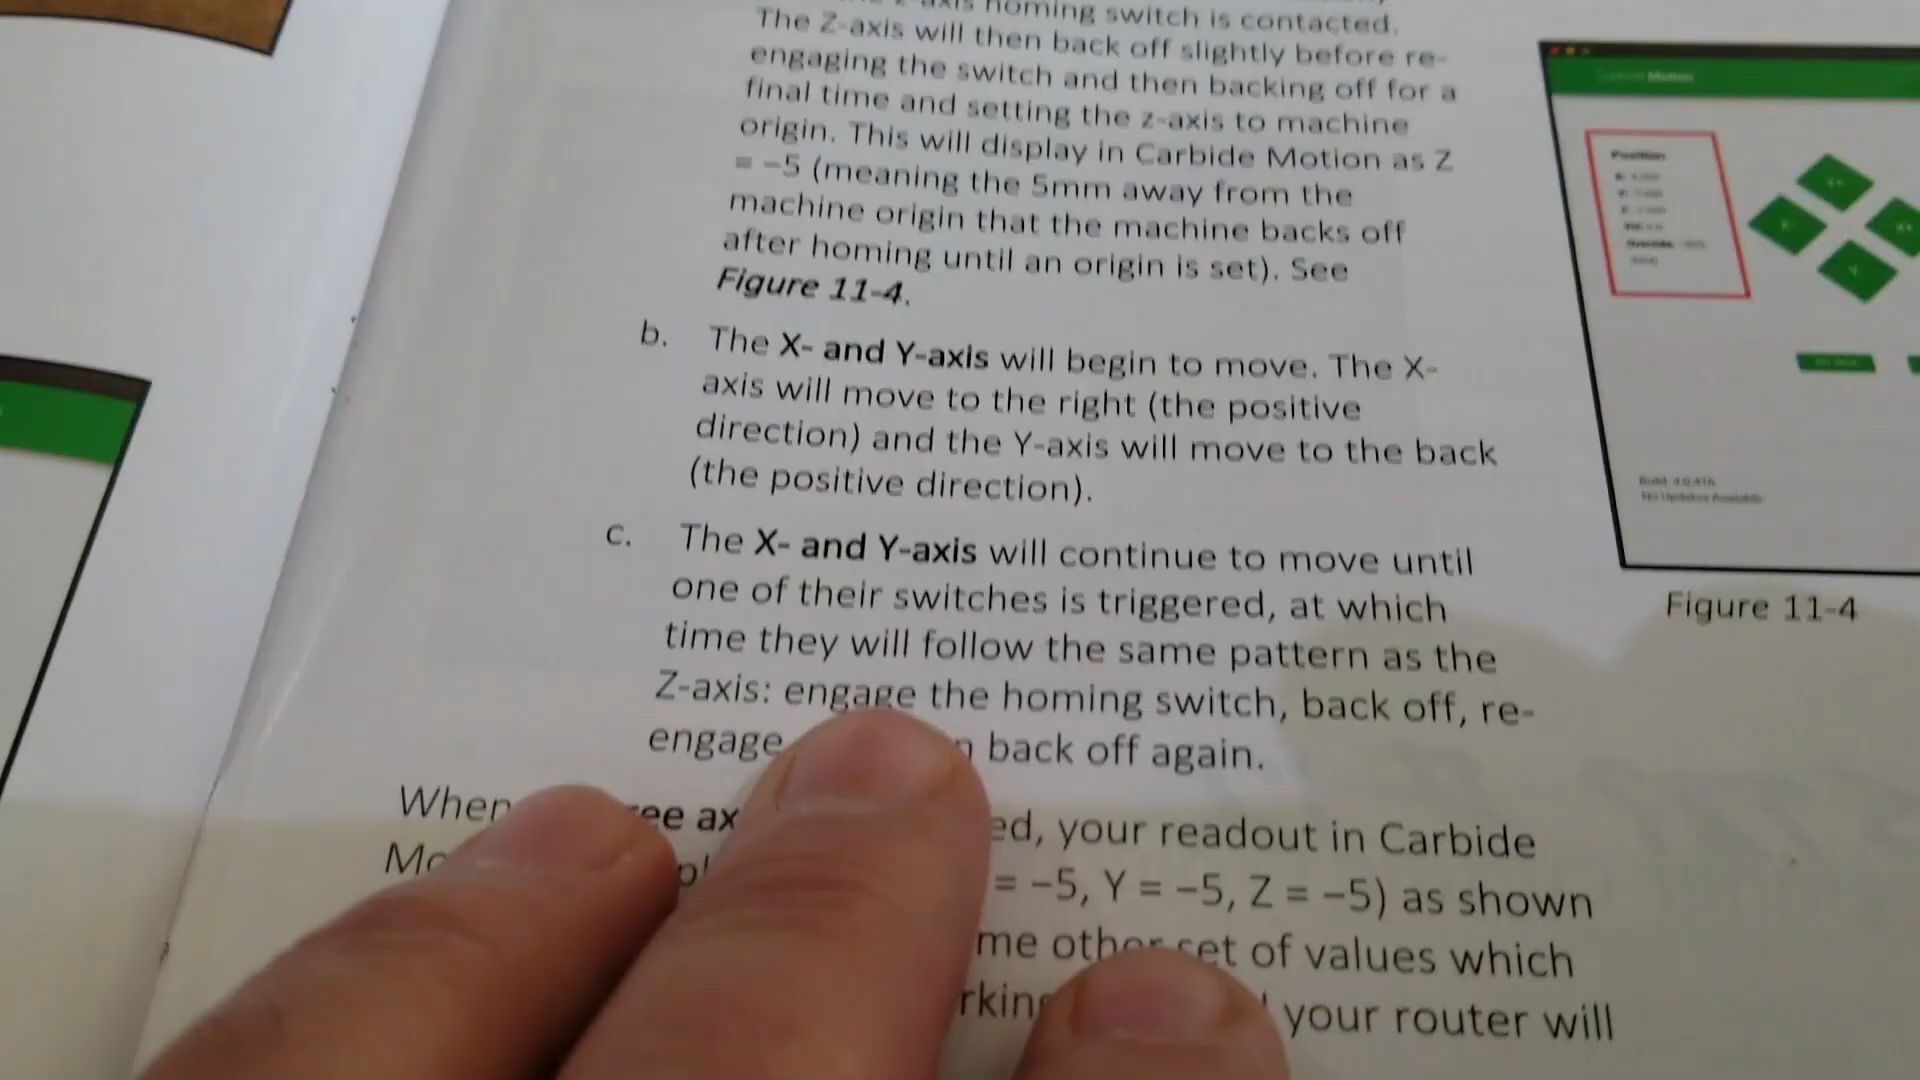 homing switch is contacted.
The Z-axis will then back off slightly before re-
engaging the switch and then backing off for a
final time and setting the z-axis to machine
origin. This will display in Carbide Motion as Z
= −5 (meaning the 5mm away from the
machine origin that the machine backs off
after homing until an origin is set). See
Figure 11-4.
b. The X- and Y-axis will begin to move. The X-
axis will move to the right (the positive
direction) and the Y-axis will move to the back
(the positive direction).
c. The X- and Y-axis will continue to move until
one of their switches is triggered, at which
time they will follow the same pattern as the
Z-axis: engage the homing switch, back off, re-
engage back off again.
When ax your readout in Carbide
= −5, Y = −5, Z = −5) as shown
set of values which
your router will
Motion
Position
No Updates Available
Figure 11-4